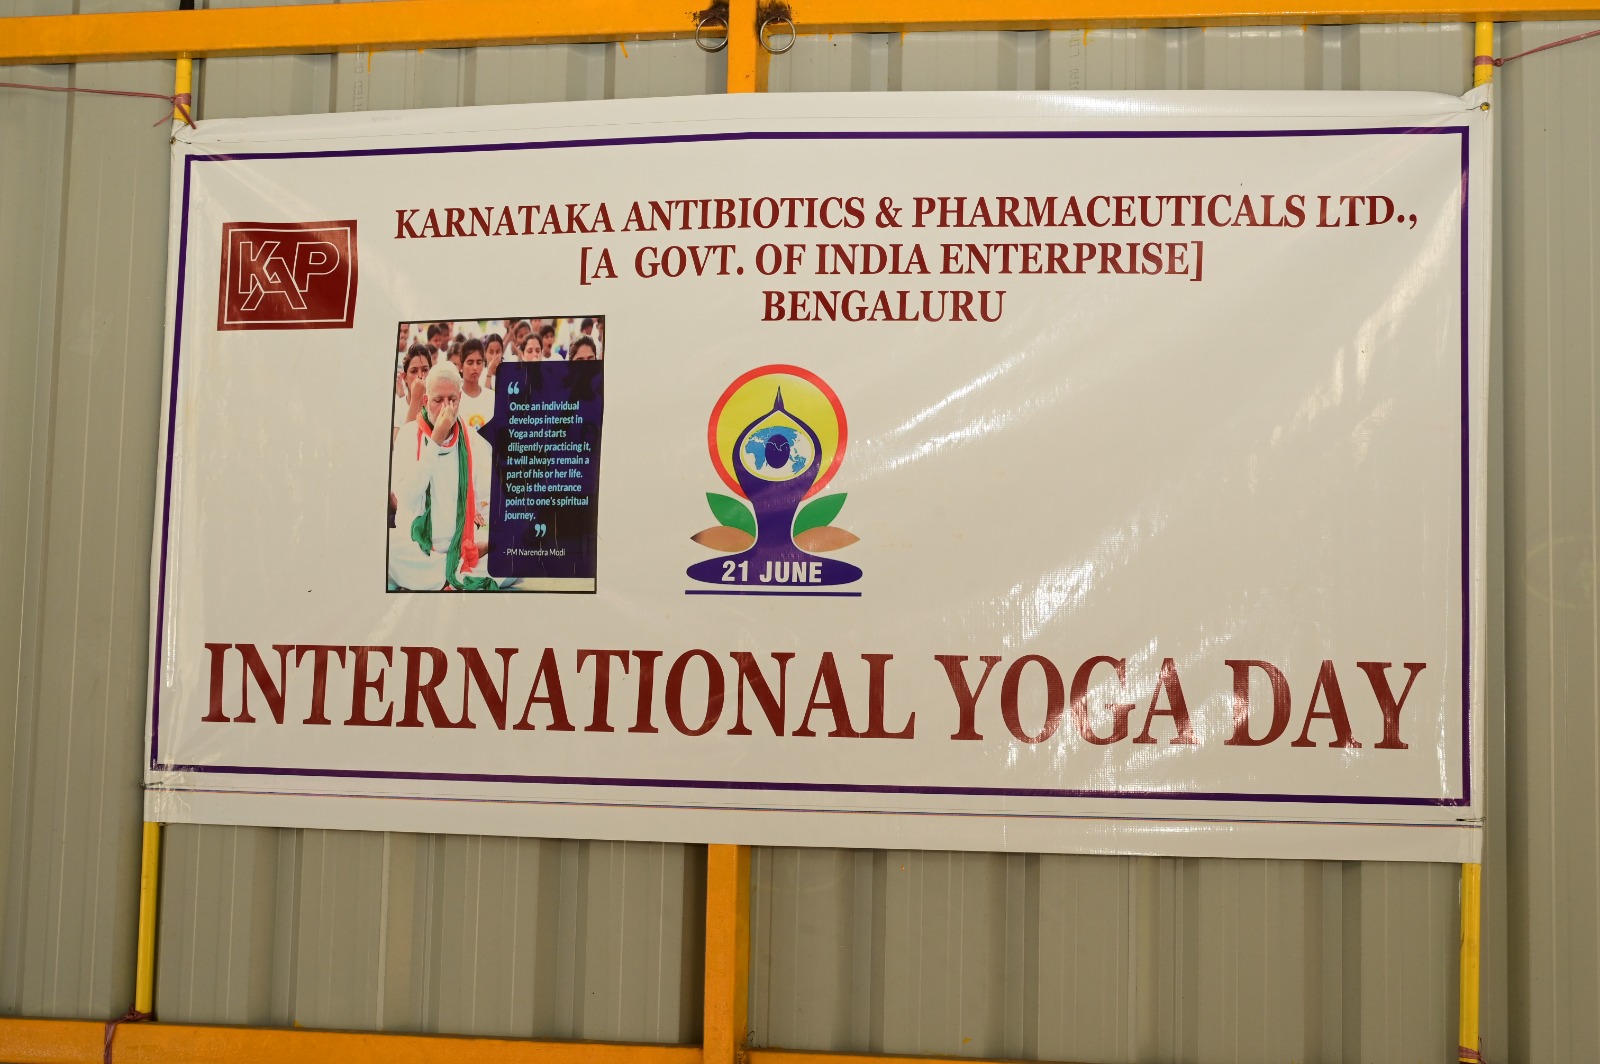 KARNATAKA ANTIBIOTICS & PHARMACEUTICALS LTD.,
[A GOVT. OF INDIA ENTERPRISE]
BENGALURU
KAP
“
Once an individual
develops interest in
Yoga and starts
diligently practicing it,
it will always remain a
part of his or her life.
Yoga is the entrance
point to one's spiritual
journey.
”
- PM Narendra Modi
21 JUNE
INTERNATIONAL YOGA DAY